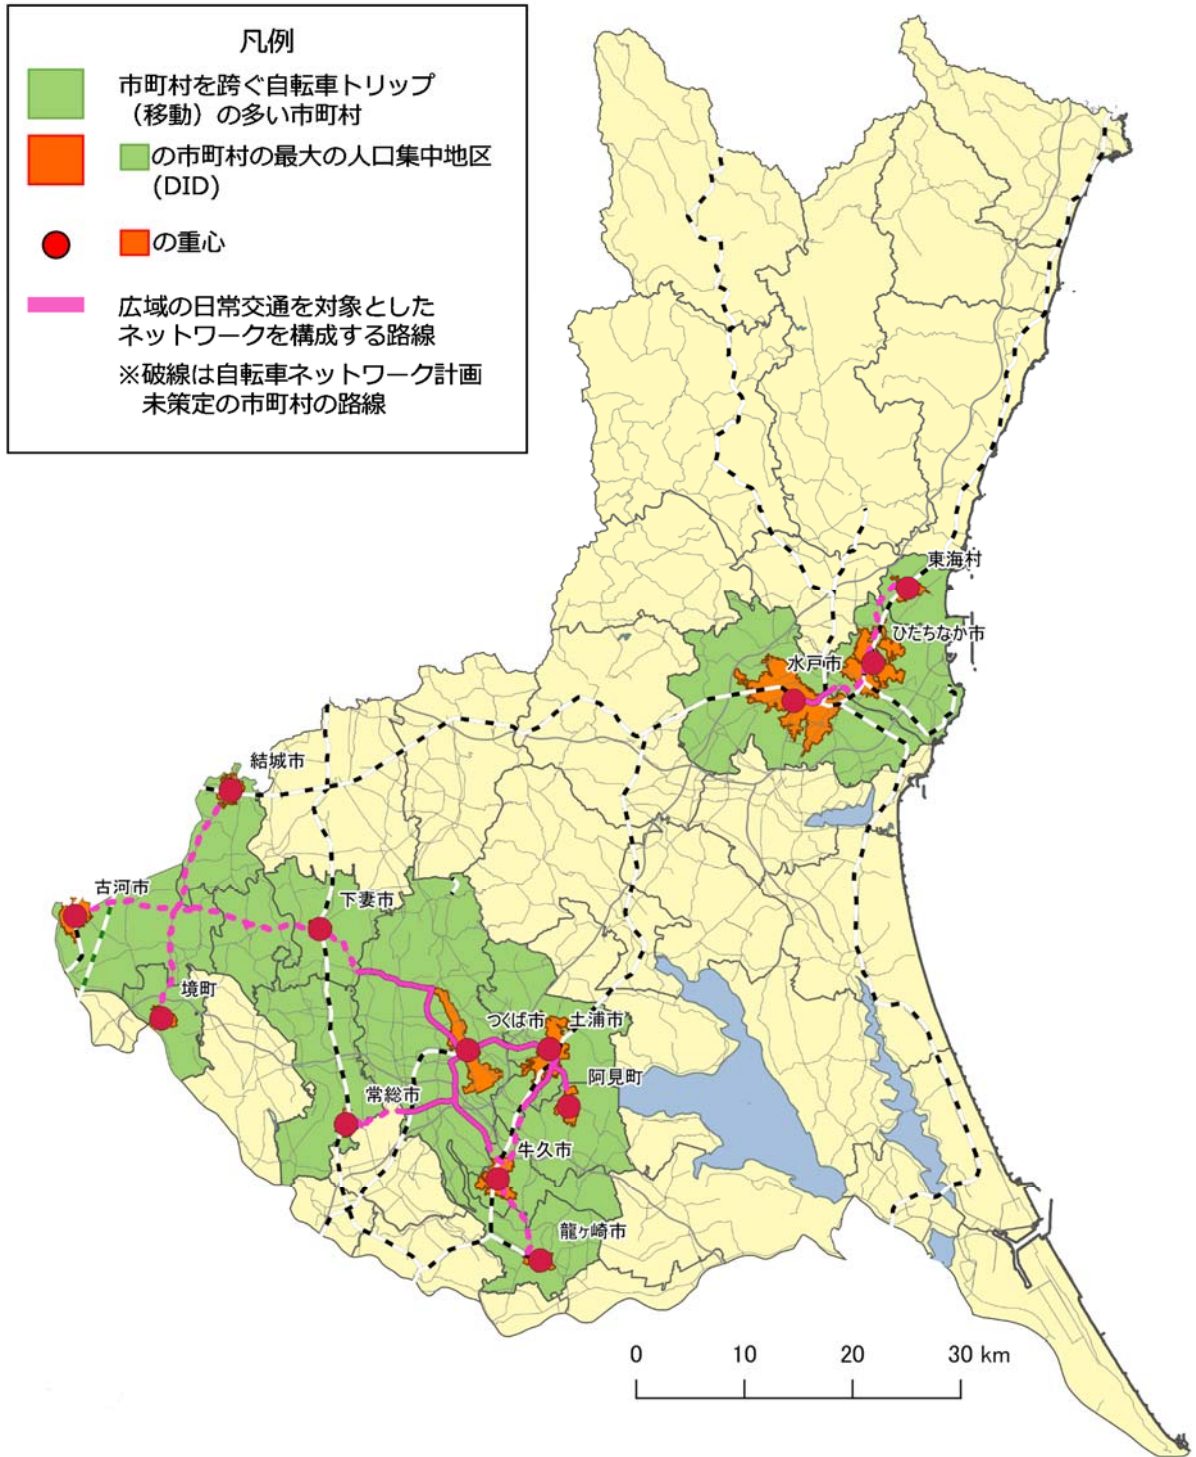 凡例
市町村を跨ぐ自転車トリップ
（移動）の多い市町村
の市町村の最大の人口集中地区
(DID)
の重心
広域の日常交通を対象とした
ネットワークを構成する路線
※破線は自転車ネットワーク計画
未策定の市町村の路線
東海村
ひたちなか市
水戸市
結城市
古河市
下妻市
境町
つくば市
土浦市
阿見町
常総市
牛久市
龍ヶ崎市
0 10 20 30 km